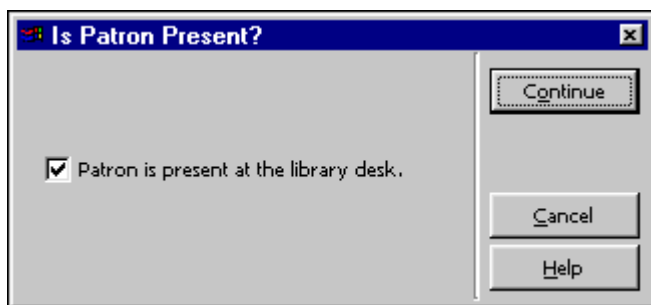 Is Patron Present?
Continue
Patron is present at the library desk.
Cancel
Help